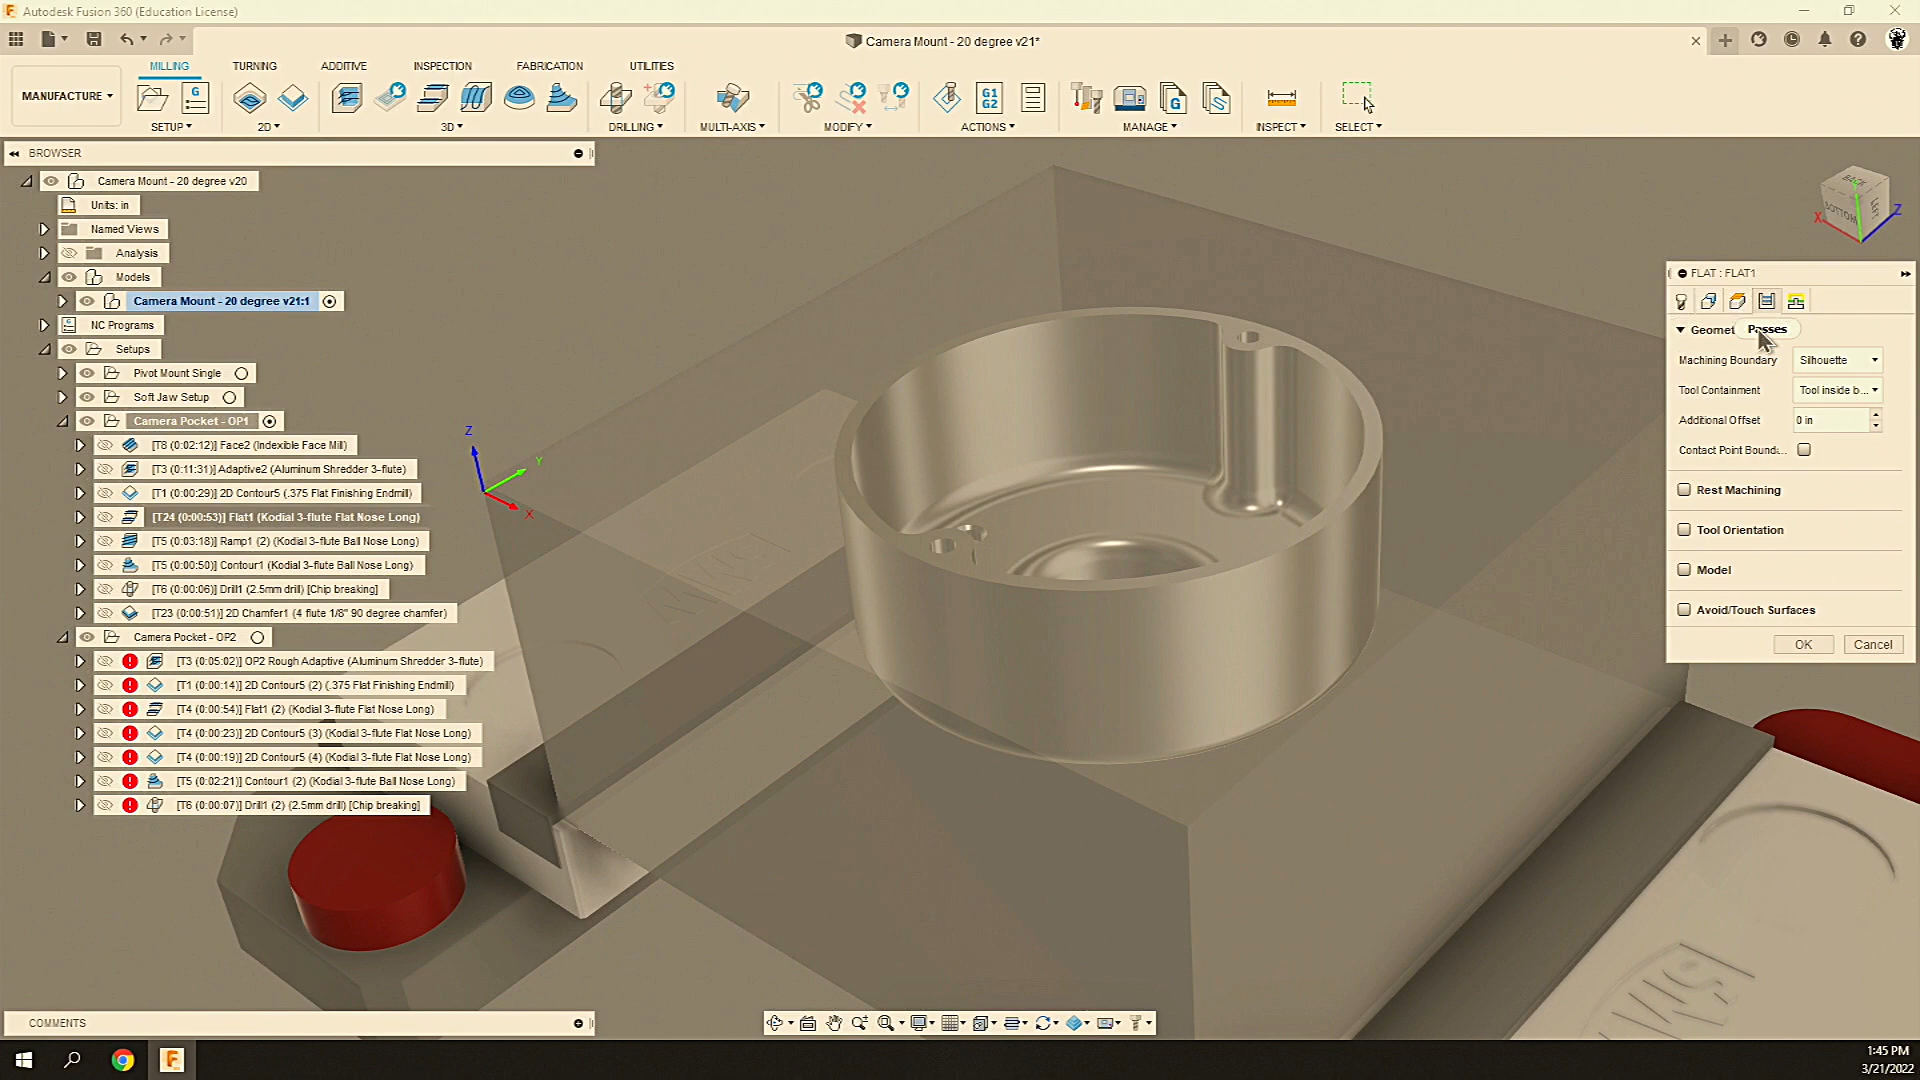 Autodesk Fusion 360 (Education License)
Camera Mount - 20 degree v21*
MILLING TURNING ADDITIVE INSPECTION FABRICATION UTILITIES
MANUFACTURE
G1 G2
SETUP 2D 3D DRILLING MULTI-AXIS MODIFY ACTIONS MANAGE INSPECT SELECT
BROWSER
Camera Mount - 20 degree v20
Units: in
Named Views
Analysis
Models
Camera Mount - 20 degree v21:1
NC Programs
Setups
Pivot Mount Single
Soft Jaw Setup
Camera Pocket - OP1
[T8 (0:02:12)] Face2 (Indexible Face Mill)
[T3 (0:11:31)] Adaptive2 (Aluminum Shredder 3-flute)
[T1 (0:00:29)] 2D Contour5 (.375 Flat Finishing Endmill)
[T24 (0:00:53)] Flat1 (Kodial 3-flute Flat Nose Long)
[T5 (0:03:18)] Ramp1 (2) (Kodial 3-flute Ball Nose Long)
[T5 (0:00:50)] Contour1 (Kodial 3-flute Ball Nose Long)
[T6 (0:00:06)] Drill1 (2.5mm drill) [Chip breaking]
[T23 (0:00:51)] 2D Chamfer1 (4 flute 1/8" 90 degree chamfer)
Camera Pocket - OP2
[T3 (0:05:02)] OP2 Rough Adaptive (Aluminum Shredder 3-flute)
[T1 (0:00:14)] 2D Contour5 (2) (.375 Flat Finishing Endmill)
[T4 (0:00:54)] Flat1 (2) (Kodial 3-flute Flat Nose Long)
[T4 (0:00:23)] 2D Contour5 (3) (Kodial 3-flute Flat Nose Long)
[T4 (0:00:19)] 2D Contour5 (4) (Kodial 3-flute Flat Nose Long)
[T5 (0:02:21)] Contour1 (2) (Kodial 3-flute Ball Nose Long)
[T6 (0:00:07)] Drill1 (2) (2.5mm drill) [Chip breaking]
Z
Y
X
BACK
BOTTOM
LEFT
X
Z
FLAT : FLAT1
Geomet
Passes
Machining Boundary Silhouette
Tool Containment Tool inside b...
Additional Offset 0 in
Contact Point Bounda...
Rest Machining
Tool Orientation
Model
Avoid/Touch Surfaces
OK Cancel
COMMENTS
1:45 PM
3/21/2022